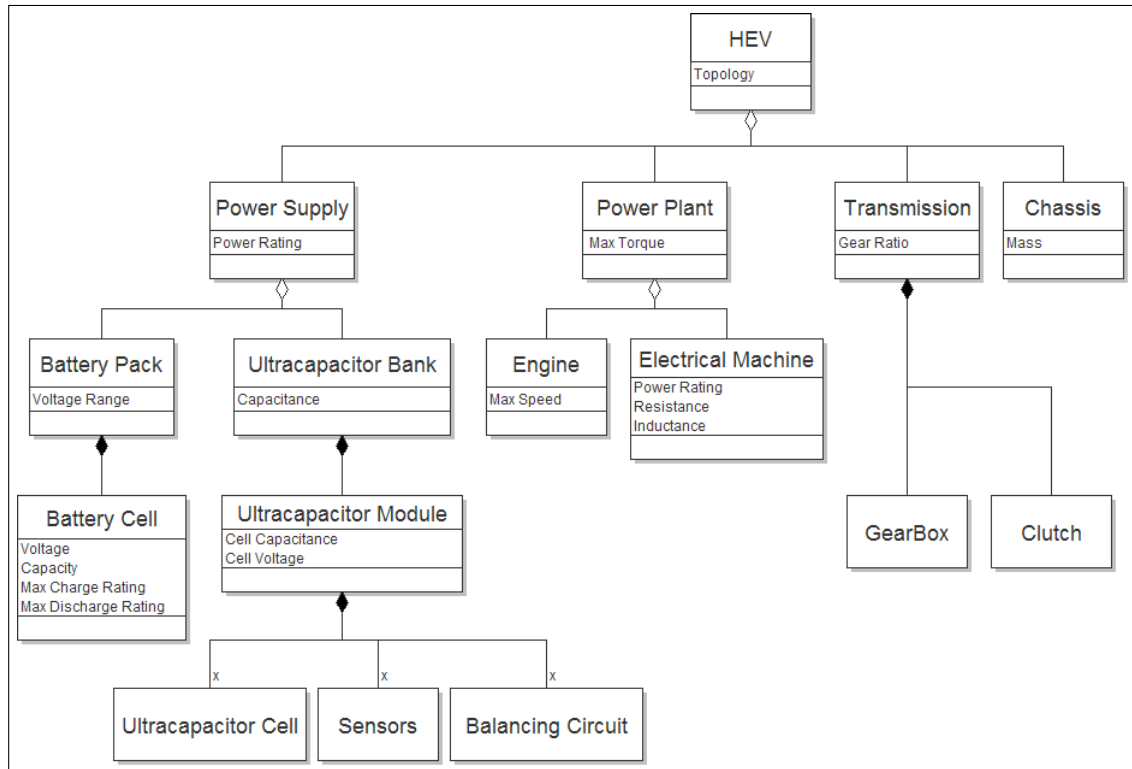 HEV
Topology
Power Supply
Power Rating
Power Plant
Max Torque
Transmission
Gear Ratio
Chassis
Mass
Battery Pack
Voltage Range
Ultracapacitor Bank
Capacitance
Engine
Max Speed
Electrical Machine
Power Rating
Resistance
Inductance
Battery Cell
Voltage
Capacity
Max Charge Rating
Max Discharge Rating
Ultracapacitor Module
Cell Capacitance
Cell Voltage
GearBox
Clutch
x
x
x
Ultracapacitor Cell
Sensors
Balancing Circuit